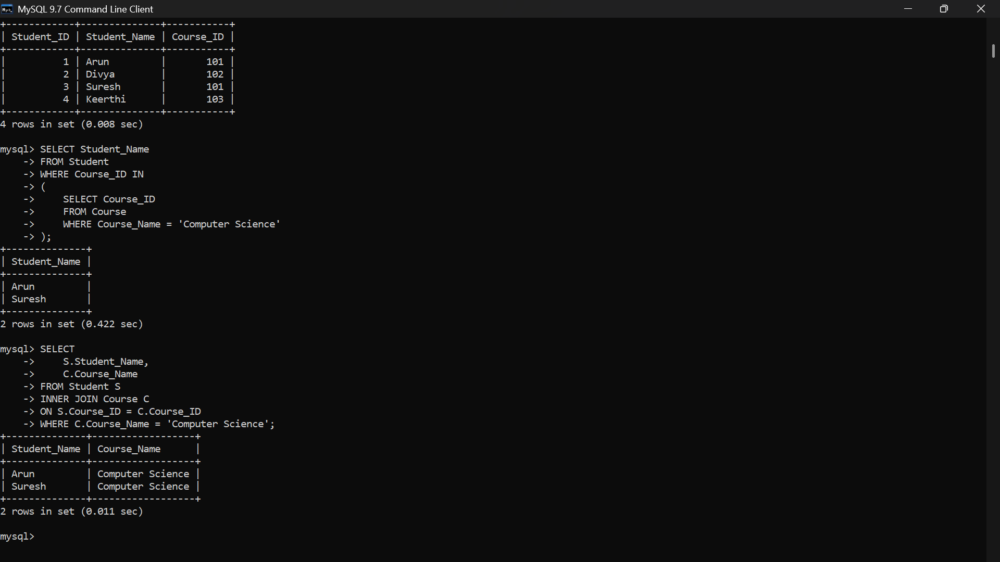 MySQL 9.7 Command Line Client
+------------+--------------+-----------+
| Student_ID | Student_Name | Course_ID |
+------------+--------------+-----------+
|          1 | Arun         |       101 |
|          2 | Divya        |       102 |
|          3 | Suresh       |       101 |
|          4 | Keerthi      |       103 |
+------------+--------------+-----------+
4 rows in set (0.008 sec)

mysql> SELECT Student_Name
    -> FROM Student
    -> WHERE Course_ID IN
    -> (
    ->     SELECT Course_ID
    ->     FROM Course
    ->     WHERE Course_Name = 'Computer Science'
    -> );
+--------------+
| Student_Name |
+--------------+
| Arun         |
| Suresh       |
+--------------+
2 rows in set (0.422 sec)

mysql> SELECT
    ->     S.Student_Name,
    ->     C.Course_Name
    -> FROM Student S
    -> INNER JOIN Course C
    -> ON S.Course_ID = C.Course_ID
    -> WHERE C.Course_Name = 'Computer Science';
+--------------+------------------+
| Student_Name | Course_Name      |
+--------------+------------------+
| Arun         | Computer Science |
| Suresh       | Computer Science |
+--------------+------------------+
2 rows in set (0.011 sec)

mysql>